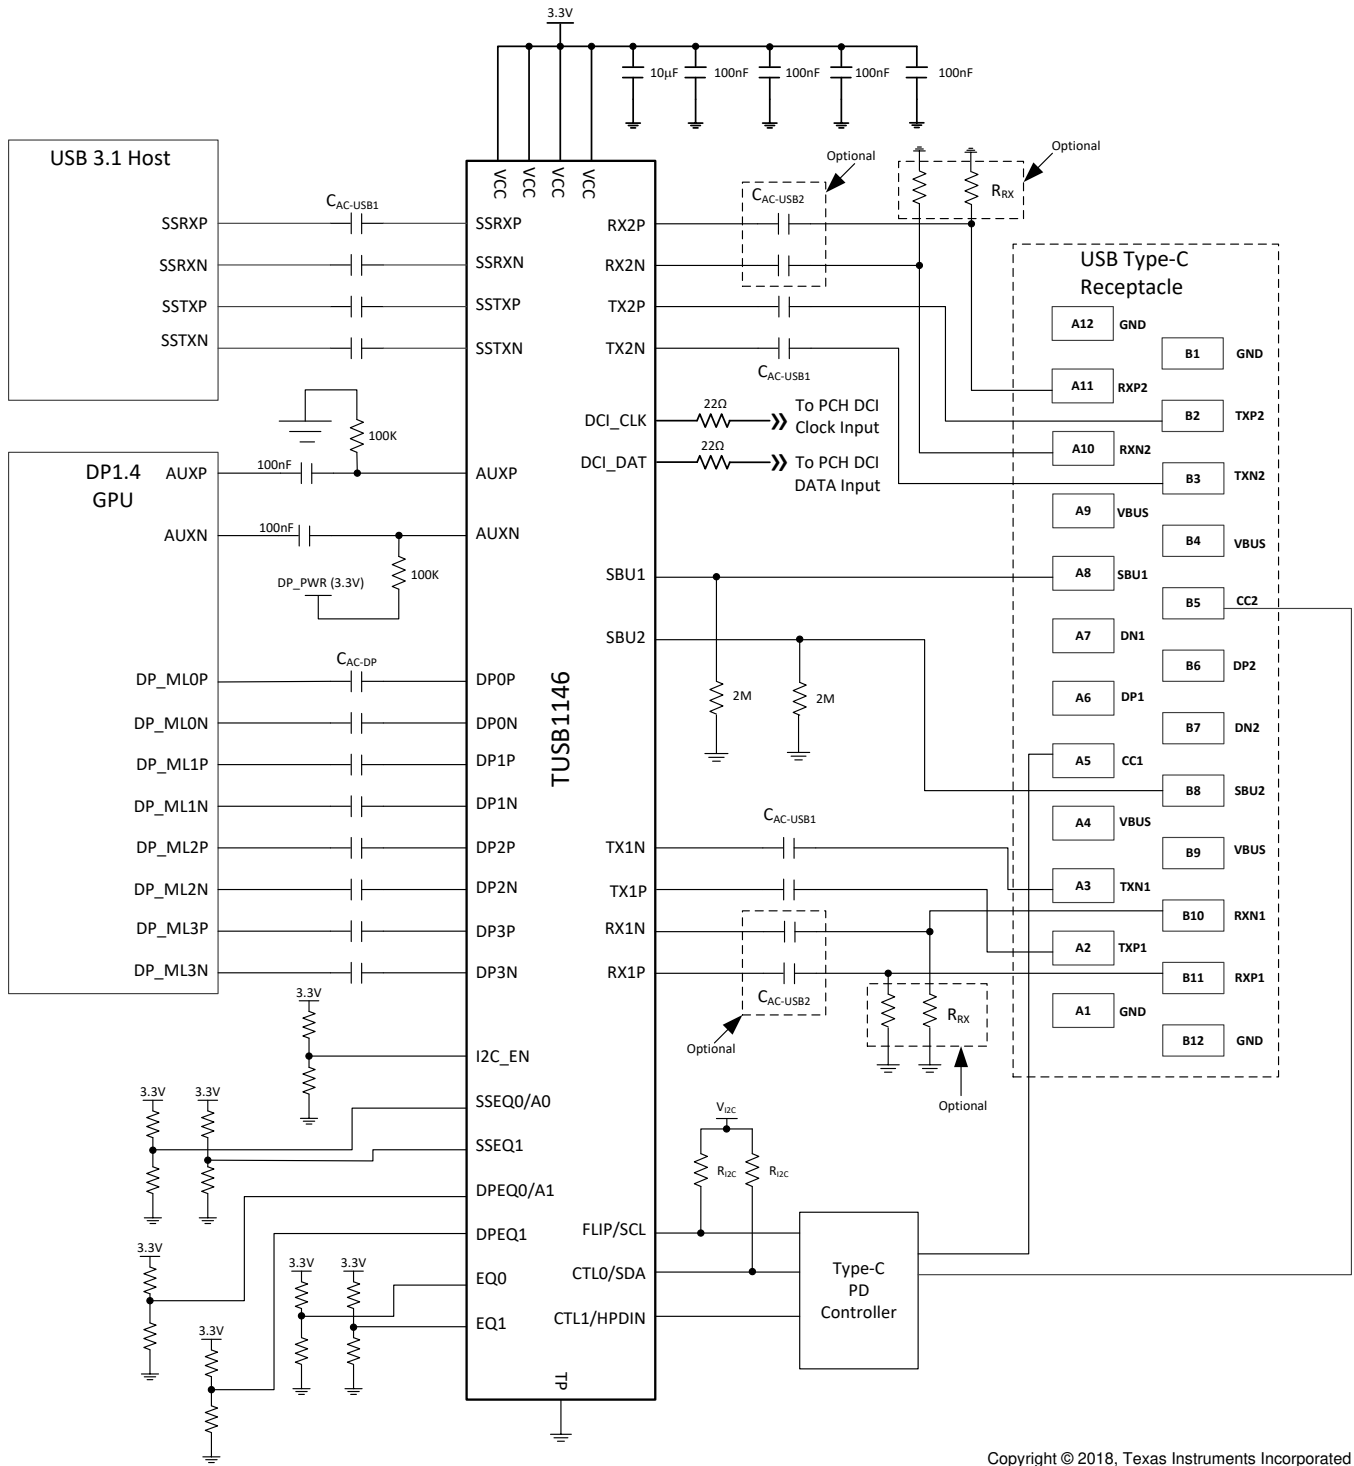 3.3V
10µF
100nF
100nF
100nF
100nF
USB 3.1 Host
SSRXP
SSRXN
SSTXP
SSTXN
CAC-USB1
VCC
VCC
VCC
VCC
SSRXP
SSRXN
SSTXP
SSTXN
RX2P
RX2N
TX2P
TX2N
CAC-USB2
Optional
RRX
Optional
CAC-USB1
DCI_CLK
22Ω
To PCH DCI
Clock Input
DCI_DAT
22Ω
To PCH DCI
DATA Input
100K
DP1.4
GPU
AUXP
100nF
AUXP
AUXN
100nF
AUXN
100K
DP_PWR (3.3V)
SBU1
SBU2
2M
2M
CAC-DP
DP_ML0P
DP_ML0N
DP_ML1P
DP_ML1N
DP_ML2P
DP_ML2N
DP_ML3P
DP_ML3N
DP0P
DP0N
DP1P
DP1N
DP2P
DP2N
DP3P
DP3N
TUSB1146
CAC-USB1
TX1N
TX1P
RX1N
RX1P
CAC-USB2
Optional
RRX
Optional
USB Type-C
Receptacle
A12 GND
B1 GND
A11 RXP2
B2 TXP2
A10 RXN2
B3 TXN2
A9 VBUS
B4 VBUS
A8 SBU1
B5 CC2
A7 DN1
B6 DP2
A6 DP1
B7 DN2
A5 CC1
B8 SBU2
A4 VBUS
B9 VBUS
A3 TXN1
B10 RXN1
A2 TXP1
B11 RXP1
A1 GND
B12 GND
3.3V
I2C_EN
3.3V
3.3V
SSEQ0/A0
SSEQ1
DPEQ0/A1
DPEQ1
3.3V
3.3V
3.3V
3.3V
EQ0
EQ1
VI2C
RI2C
RI2C
FLIP/SCL
CTL0/SDA
CTL1/HPDIN
Type-C
PD
Controller
TP
Copyright © 2018, Texas Instruments Incorporated